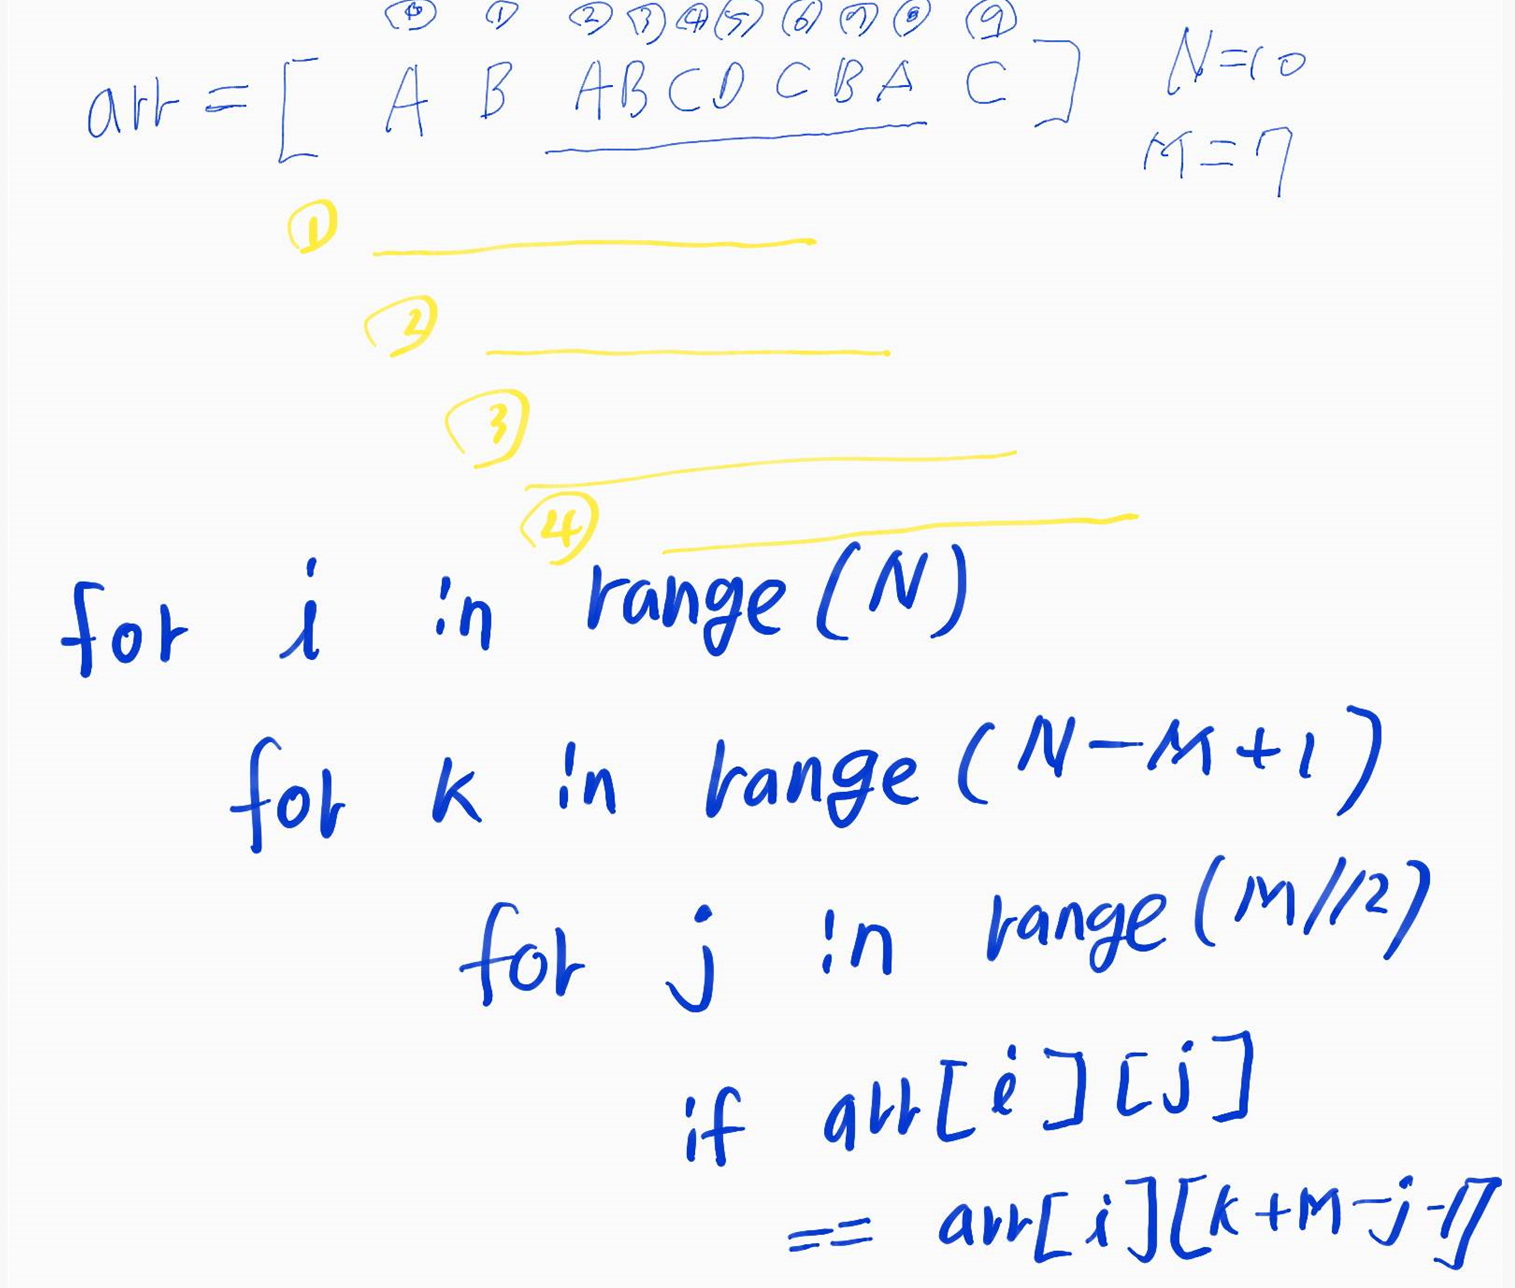 ⓪ ① ② ③ ④ ⑤ ⑥ ⑦ ⑧ ⑨
arr = [ A B A B C D C B A C ] N=10
M=7
①
②
③
④
for i in range (N)
for k in range (N-M+1)
for j in range (M//2)
if arr[i][j]
== arr[i][k+M-j-1]